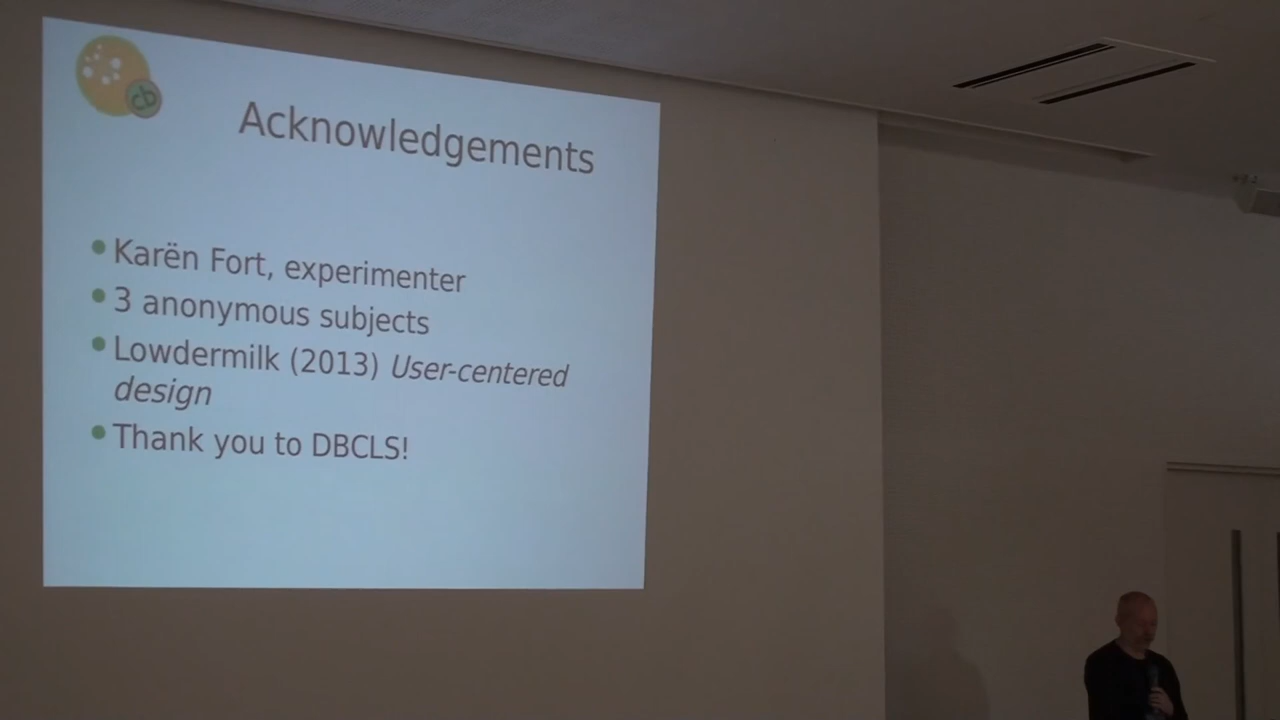 cb
Acknowledgements
Karën Fort, experimenter
3 anonymous subjects
Lowdermilk (2013) User-centered
design
Thank you to DBCLS!